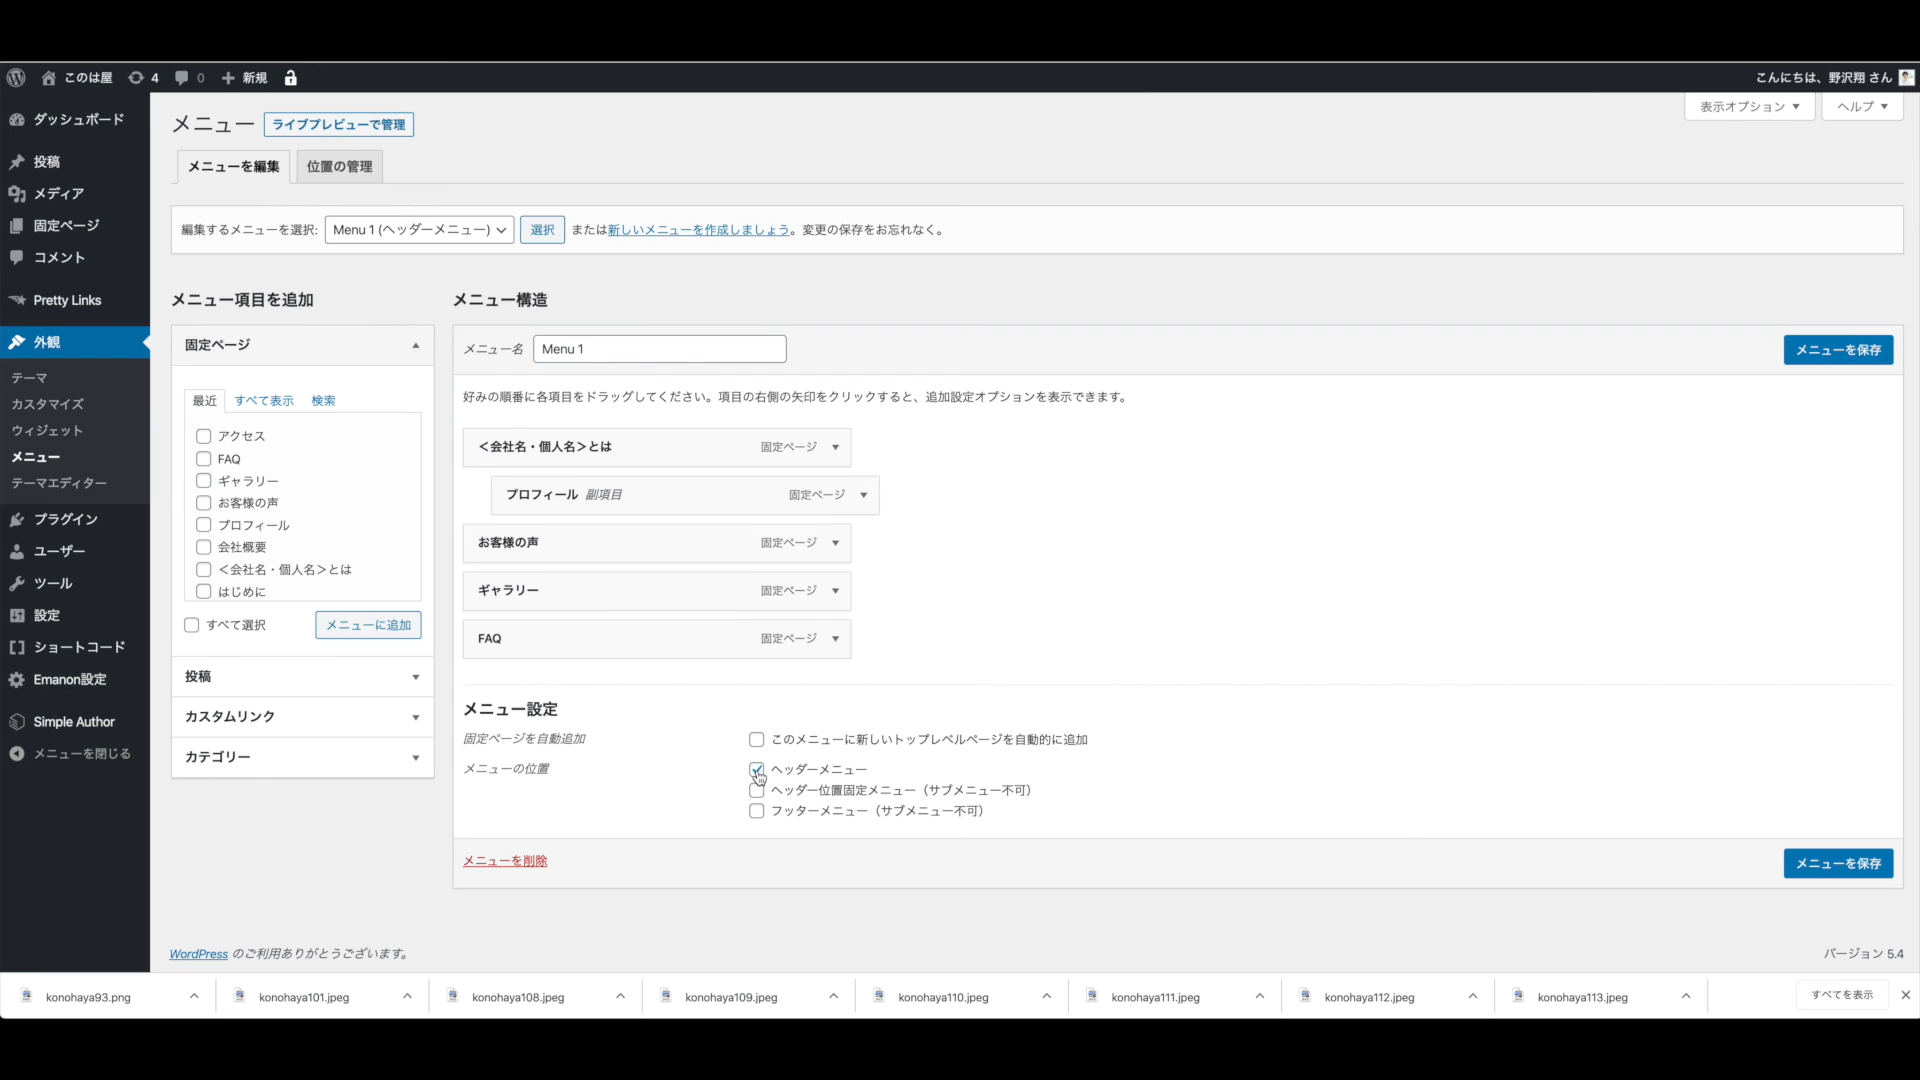 このは屋 4 0 新規 こんにちは、野沢翔 さん
表示オプション ヘルプ
ダッシュボード
投稿
メディア
固定ページ
コメント
Pretty Links
外観
テーマ
カスタマイズ
ウィジェット
メニュー
テーマエディター
プラグイン
ユーザー
ツール
設定
ショートコード
Emanon設定
Simple Author
メニューを閉じる
メニュー ライブプレビューで管理
メニューを編集 位置の管理
編集するメニューを選択: Menu 1 (ヘッダーメニュー) 選択 または新しいメニューを作成しましょう。変更の保存をお忘れなく。
メニュー項目を追加
固定ページ
最近 すべて表示 検索
アクセス
FAQ
ギャラリー
お客様の声
プロフィール
会社概要
<会社名・個人名>とは
はじめに
すべて選択 メニューに追加
投稿
カスタムリンク
カテゴリー
メニュー構造
メニュー名 Menu 1 メニューを保存
好みの順番に各項目をドラッグしてください。項目の右側の矢印をクリックすると、追加設定オプションを表示できます。
<会社名・個人名>とは 固定ページ
プロフィール 副項目 固定ページ
お客様の声 固定ページ
ギャラリー 固定ページ
FAQ 固定ページ
メニュー設定
固定ページを自動追加 このメニューに新しいトップレベルページを自動的に追加
メニューの位置 ヘッダーメニュー
ヘッダー位置固定メニュー（サブメニュー不可）
フッターメニュー（サブメニュー不可）
メニューを削除 メニューを保存
WordPress のご利用ありがとうございます。 バージョン 5.4
konohaya93.png konohaya101.jpeg konohaya108.jpeg konohaya109.jpeg konohaya110.jpeg konohaya111.jpeg konohaya112.jpeg konohaya113.jpeg すべてを表示